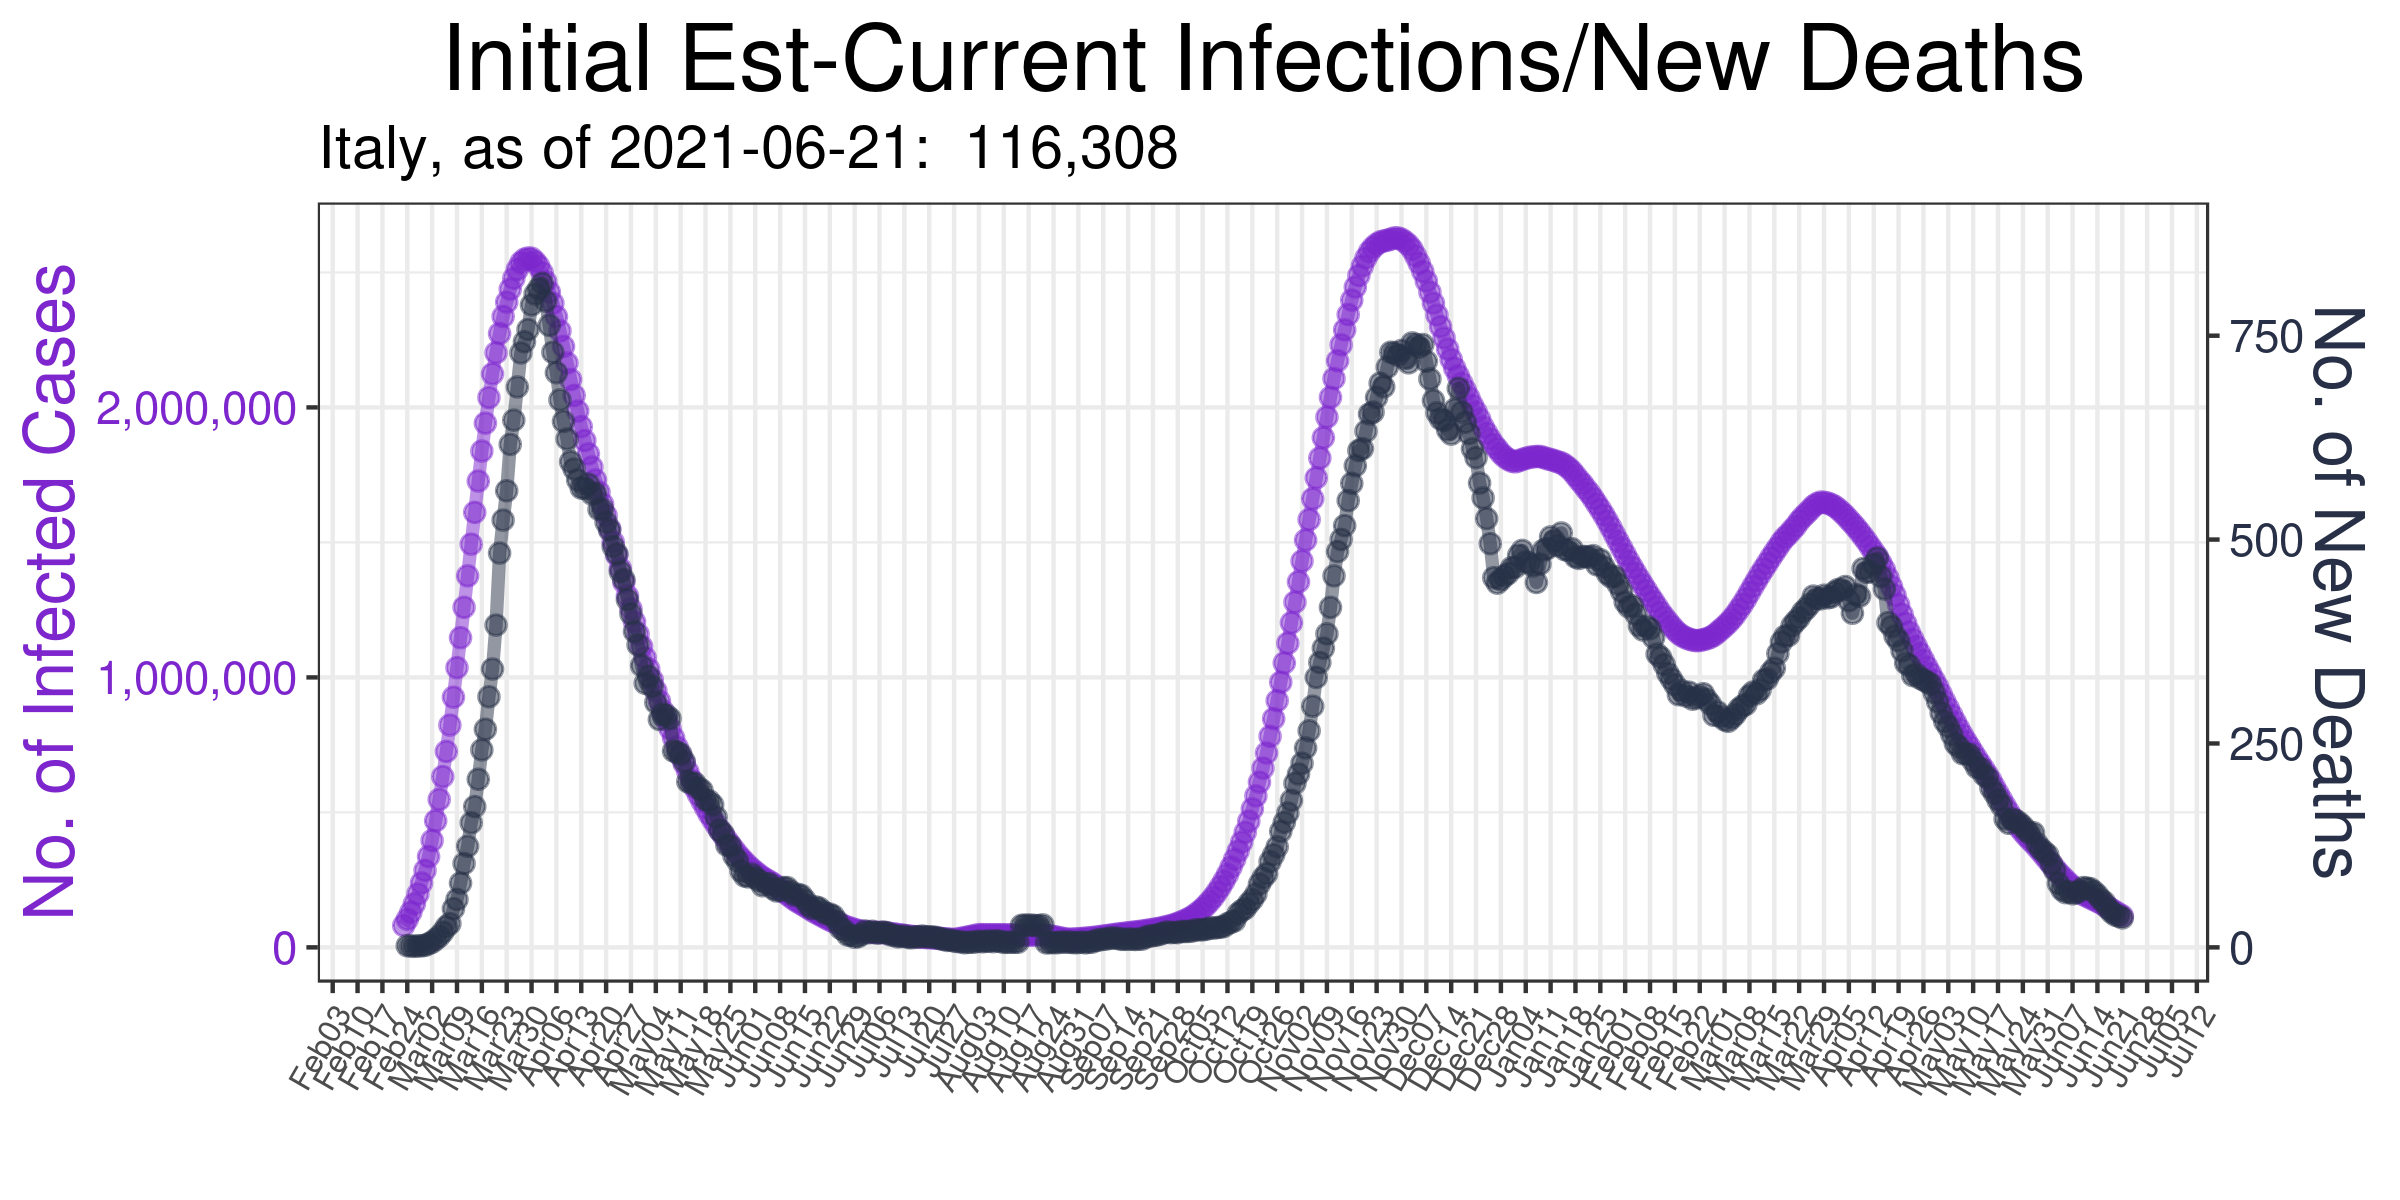 Initial Est-Current Infections/New Deaths
Italy, as of 2021-06-21:  116,308
No. of Infected Cases
2,000,000
1,000,000
0
No. of New Deaths
750
500
250
0
Feb03
Feb10
Feb17
Feb24
Mar02
Mar09
Mar16
Mar23
Mar30
Apr06
Apr13
Apr20
Apr27
May04
May11
May18
May25
Jun01
Jun08
Jun15
Jun22
Jun29
Jul06
Jul13
Jul20
Jul27
Aug03
Aug10
Aug17
Aug24
Aug31
Sep07
Sep14
Sep21
Sep28
Oct05
Oct12
Oct19
Oct26
Nov02
Nov09
Nov16
Nov23
Nov30
Dec07
Dec14
Dec21
Dec28
Jan04
Jan11
Jan18
Jan25
Feb01
Feb08
Feb15
Feb22
Mar01
Mar08
Mar15
Mar22
Mar29
Apr05
Apr12
Apr19
Apr26
May03
May10
May17
May24
May31
Jun07
Jun14
Jun21
Jun28
Jul05
Jul12